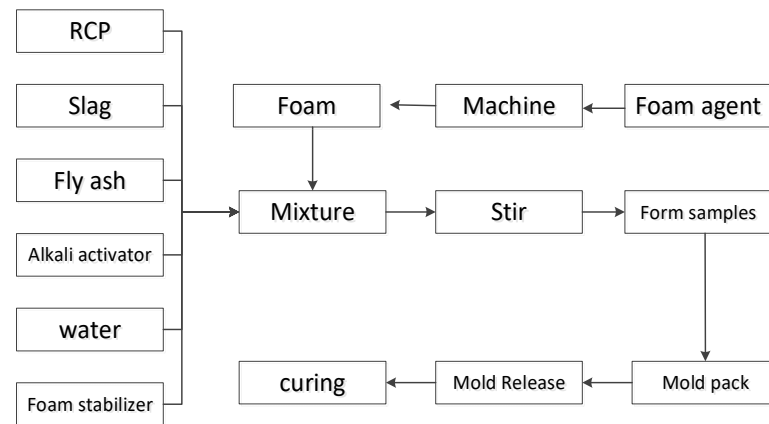 RCP
Slag
Fly ash
Alkali activator
water
Foam stabilizer
Foam
Machine
Foam agent
Mixture
Stir
Form samples
curing
Mold Release
Mold pack